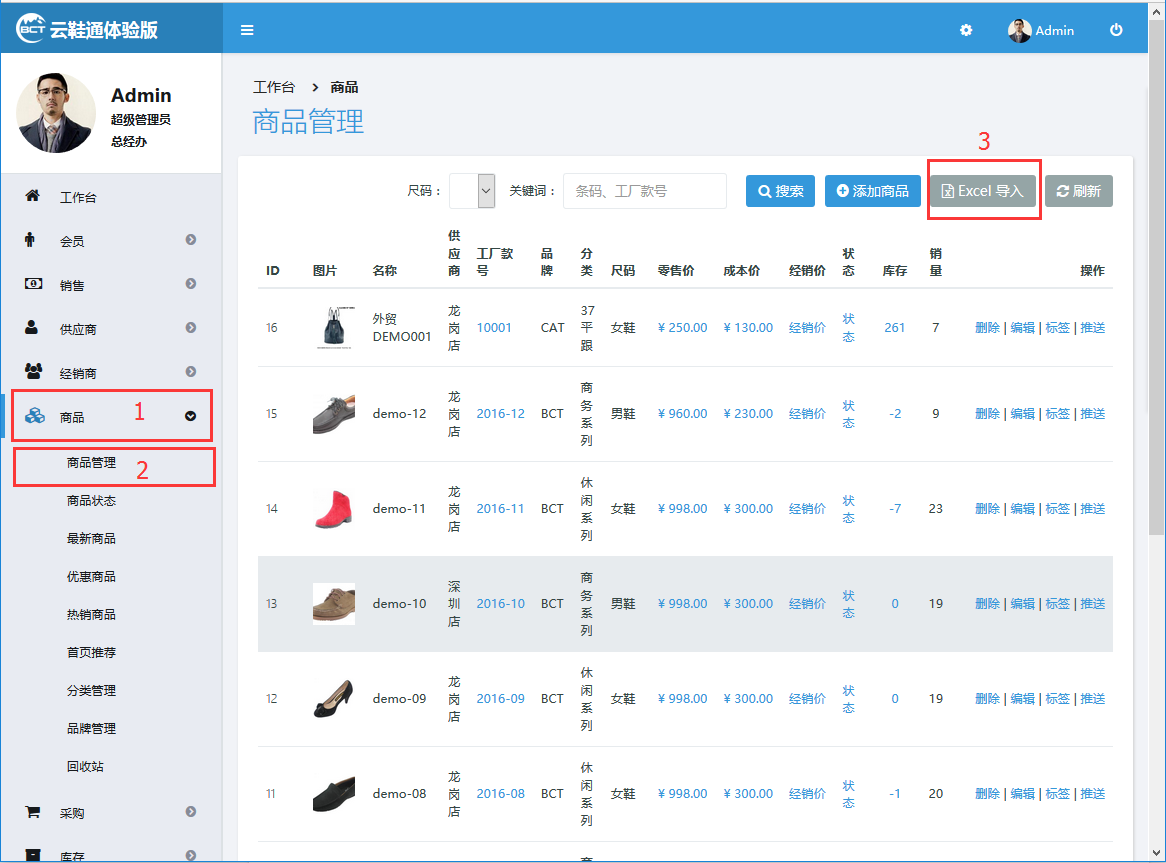 BCT 云鞋通体验版
Admin
Admin
超级管理员
总经办
工作台
会员
销售
供应商
经销商
商品 1
商品管理 2
商品状态
最新商品
优惠商品
热销商品
首页推荐
分类管理
品牌管理
回收站
采购
库存
工作台 > 商品
商品管理
3
尺码： 关键词： 条码、工厂款号 搜索 添加商品 Excel 导入 刷新
ID 图片 名称 供应商 工厂款号 品牌 分类 尺码 零售价 成本价 经销价 状态 库存 销量 操作
16 外贸DEMO001 龙岗店 10001 CAT 37平跟 女鞋 ¥ 250.00 ¥ 130.00 经销价 状态 261 7 删除 | 编辑 | 标签 | 推送
15 demo-12 龙岗店 2016-12 BCT 商务系列 男鞋 ¥ 960.00 ¥ 230.00 经销价 状态 -2 9 删除 | 编辑 | 标签 | 推送
14 demo-11 龙岗店 2016-11 BCT 休闲系列 女鞋 ¥ 998.00 ¥ 300.00 经销价 状态 -7 23 删除 | 编辑 | 标签 | 推送
13 demo-10 深圳店 2016-10 BCT 商务系列 男鞋 ¥ 998.00 ¥ 300.00 经销价 状态 0 19 删除 | 编辑 | 标签 | 推送
12 demo-09 龙岗店 2016-09 BCT 休闲系列 女鞋 ¥ 998.00 ¥ 300.00 经销价 状态 0 19 删除 | 编辑 | 标签 | 推送
11 demo-08 龙岗店 2016-08 BCT 休闲系列 女鞋 ¥ 998.00 ¥ 300.00 经销价 状态 -1 20 删除 | 编辑 | 标签 | 推送